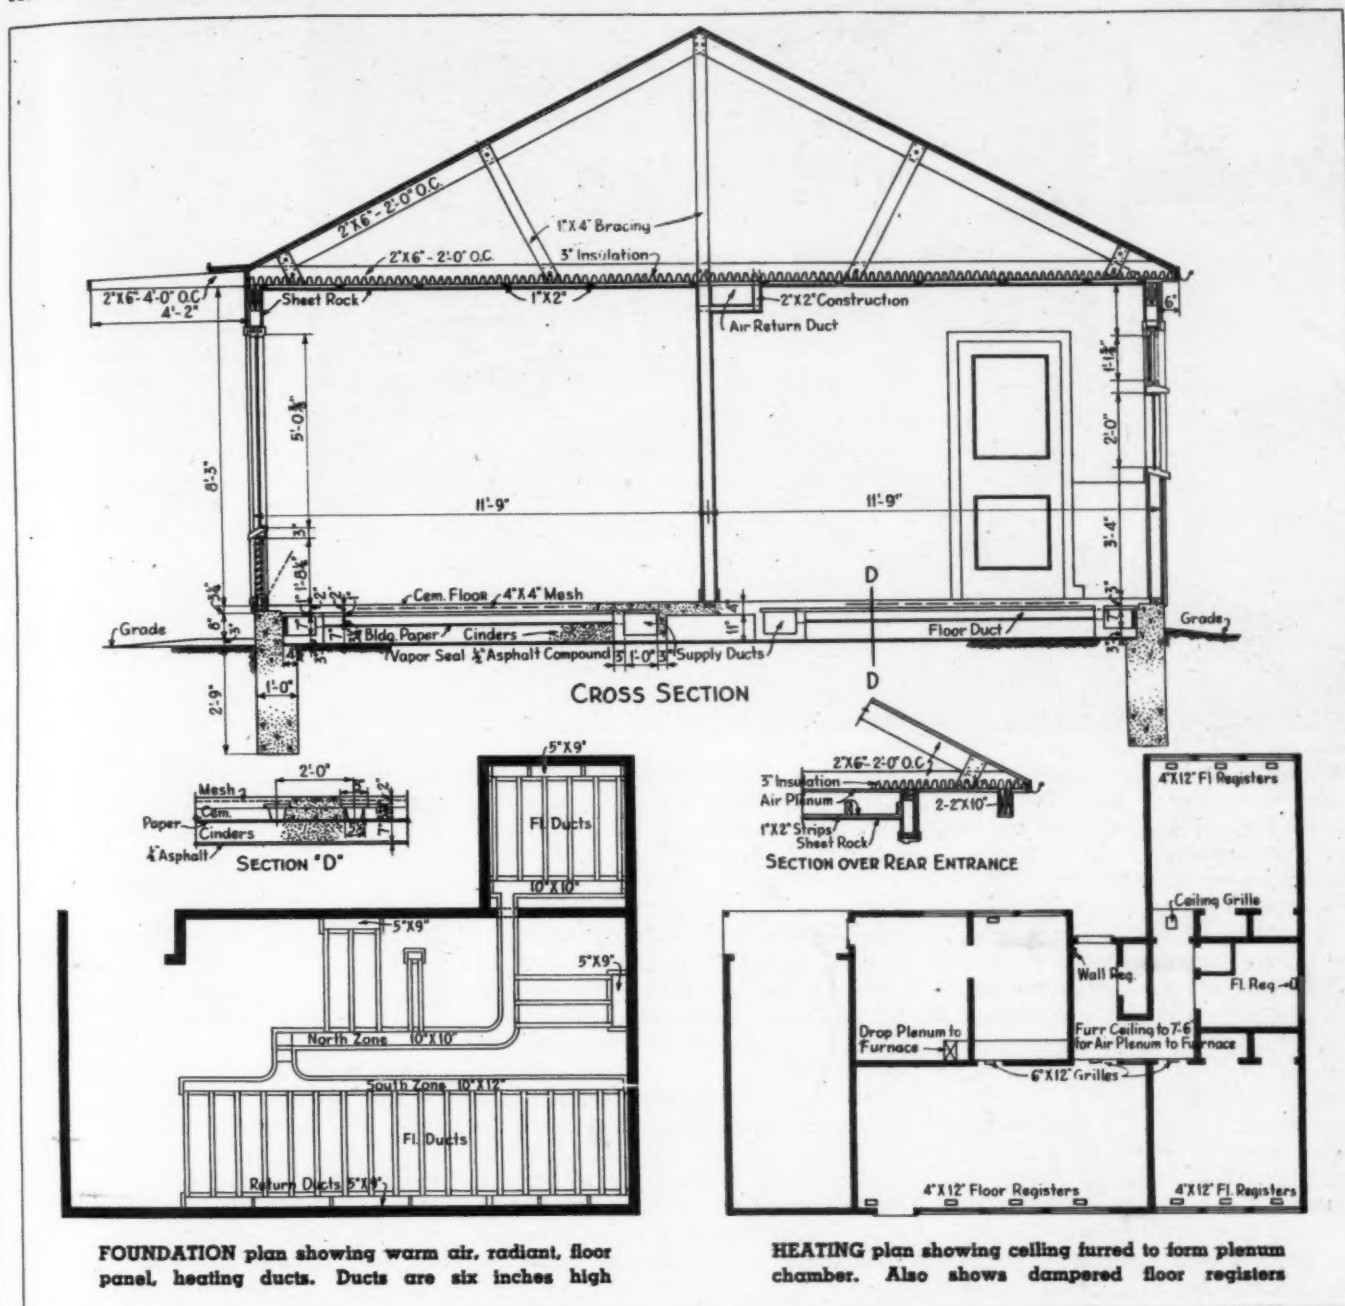 2"X6"-2'-0" O.C.
1"X4" Bracing
2"X6"-2'-0" O.C.
3" Insulation
2"X6"-4'-0" O.C
4'-2"
Sheet Rock
1"X2"
2"X2" Construction
Air Return Duct
6"
5'-0⅜"
2'-0"
8'-3"
11'-9"
11'-9"
3"
3'-4"
1'-8¼"
D
Cem. Floor
4"X4" Mesh
Grade
8"
3"
7"
Bldg. Paper
Cinders
11"
Floor Duct
Grade
Vapor Seal
Asphalt Compound
3"
1'-0"
3"
Supply Ducts
D
1'-0"
2'-9"
CROSS SECTION
2'-0"
Mesh
2"
Cem.
Paper
Cinders
7"
Asphalt
SECTION "D"
2"X6"-2'-0" O.C
3" Insulation
Air Plenum
2-2"X10"
1"X2" Strips
Sheet Rock
SECTION OVER REAR ENTRANCE
5"X9"
Fl. Ducts
10"X10"
5"X9"
5"X9"
North Zone 10"X10"
South Zone 10"X12"
Fl. Ducts
Return Ducts 5"X9"
4"X12" Fl Registers
Ceiling Grille
Wall Reg.
Fl. Reg.
Drop Plenum to
Furnace
Furr Ceiling to 7-6
for Air Plenum to Furnace
6"X12" Grilles
4"X12" Floor Registers
4"X12" Fl. Registers
FOUNDATION plan showing warm air, radiant, floor
panel, heating ducts. Ducts are six inches high
HEATING plan showing ceiling furred to form plenum
chamber. Also shows dampered floor registers